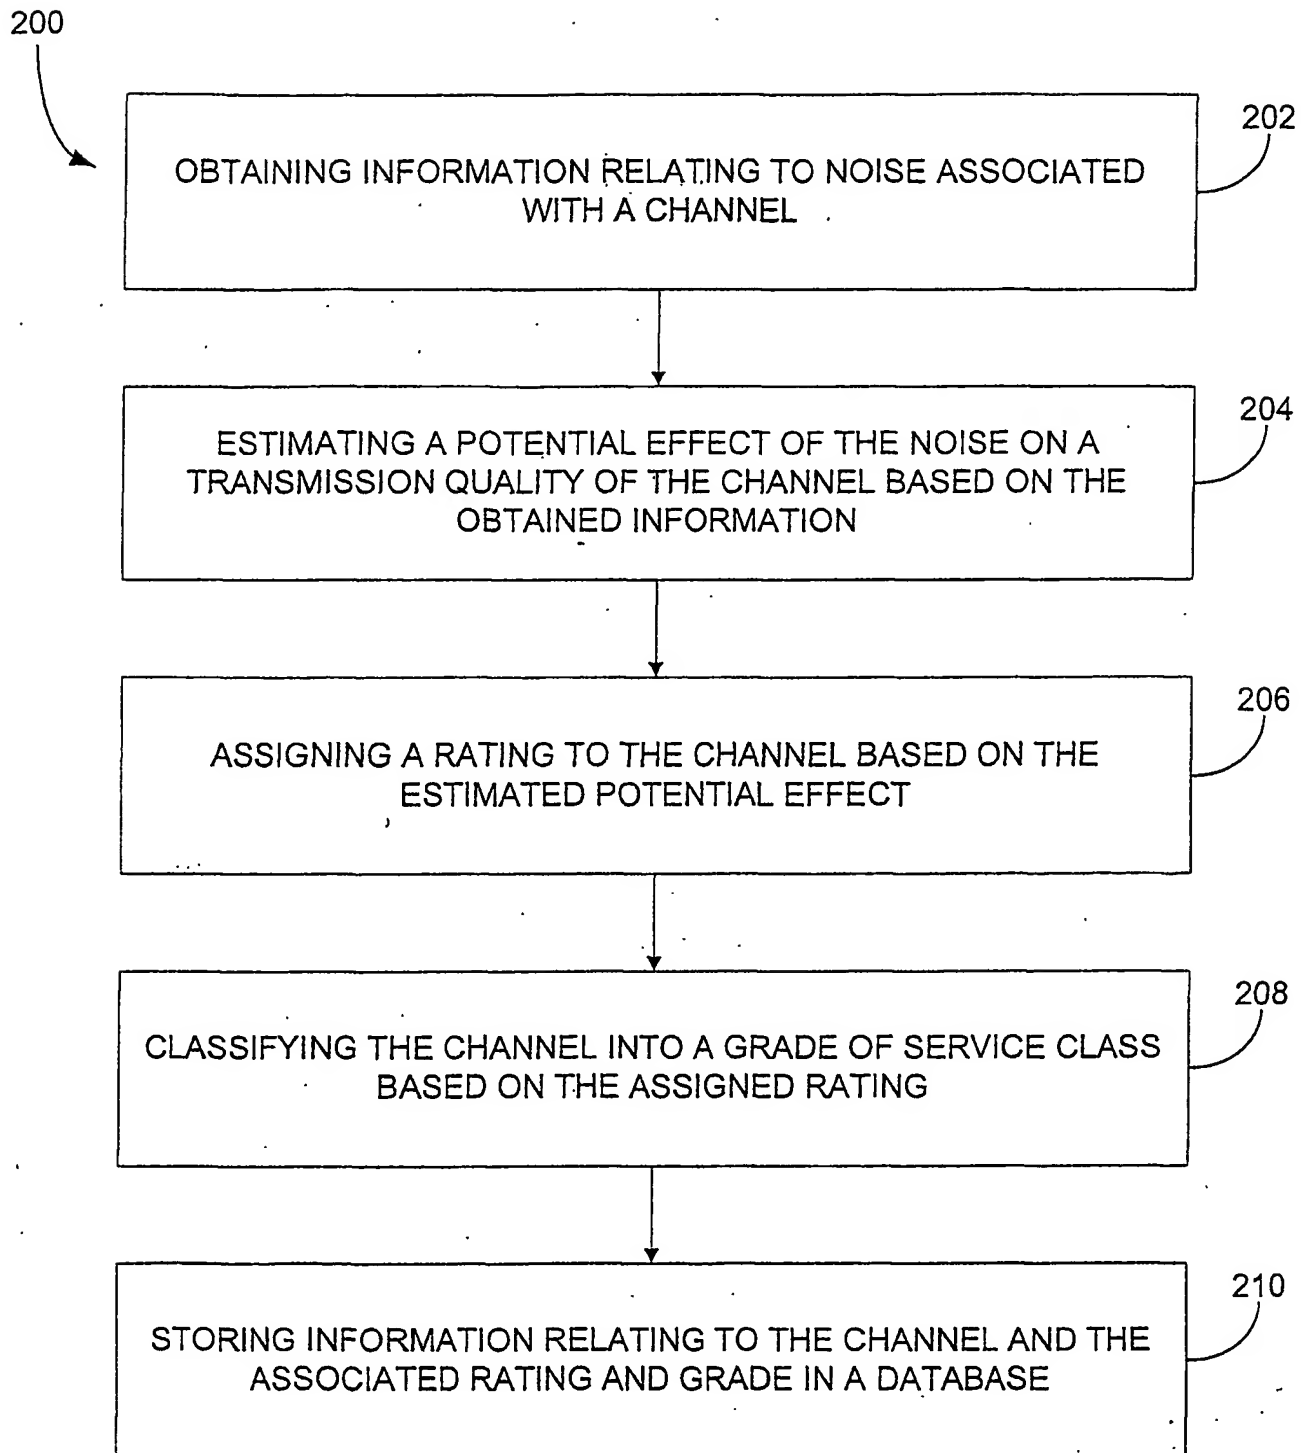 200
202
OBTAINING INFORMATION RELATING TO NOISE ASSOCIATED
WITH A CHANNEL
204
ESTIMATING A POTENTIAL EFFECT OF THE NOISE ON A
TRANSMISSION QUALITY OF THE CHANNEL BASED ON THE
OBTAINED INFORMATION
206
ASSIGNING A RATING TO THE CHANNEL BASED ON THE
ESTIMATED POTENTIAL EFFECT
208
CLASSIFYING THE CHANNEL INTO A GRADE OF SERVICE CLASS
BASED ON THE ASSIGNED RATING
210
STORING INFORMATION RELATING TO THE CHANNEL AND THE
ASSOCIATED RATING AND GRADE IN A DATABASE